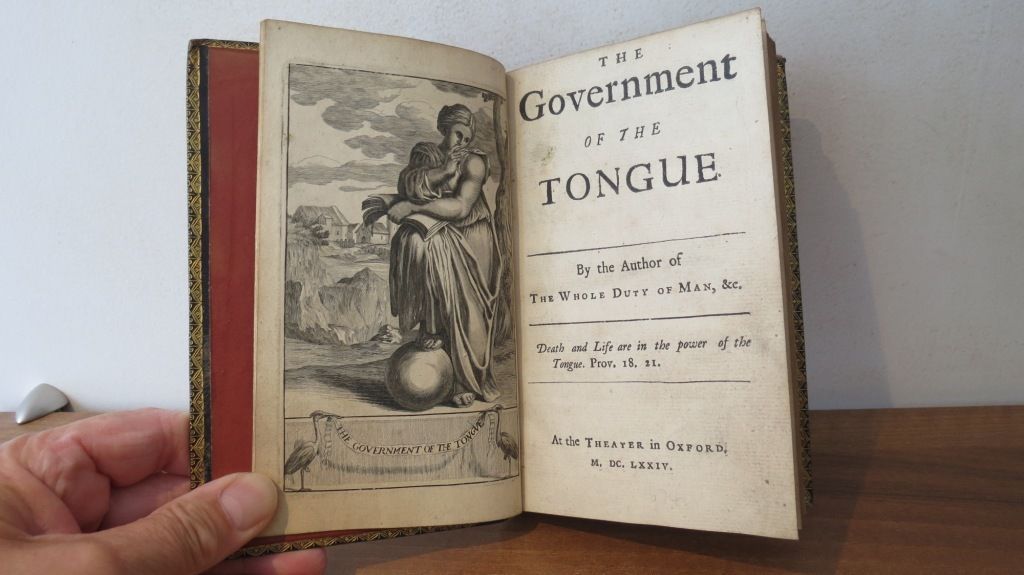 THE GOVERNMENT OF THE TONGUE
THE
Government
OF THE
TONGUE.
By the Author of
THE WHOLE DUTY OF MAN, &c.
Death and Life are in the power of the
Tongue. Prov. 18. 21.
At the THEATER in OXFORD,
M. DC. LXXIV.